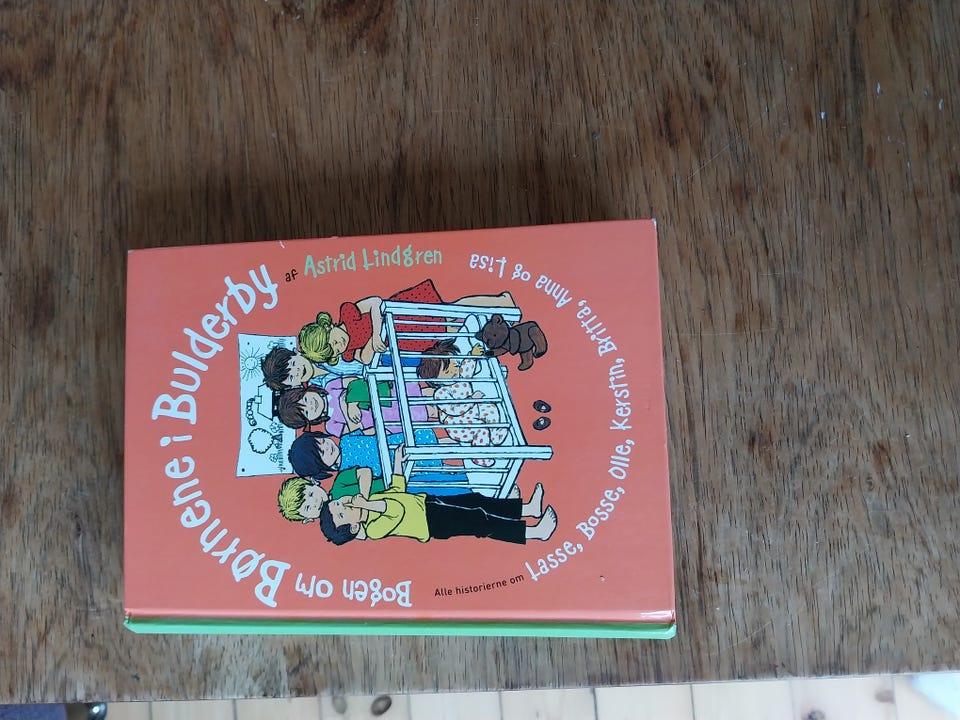 Bogen om
Børnene i Bulderby
af Astrid Lindgren
Alle historierne om
Lasse, Bosse, Olle, Kerstin, Britta, Anna og Lisa